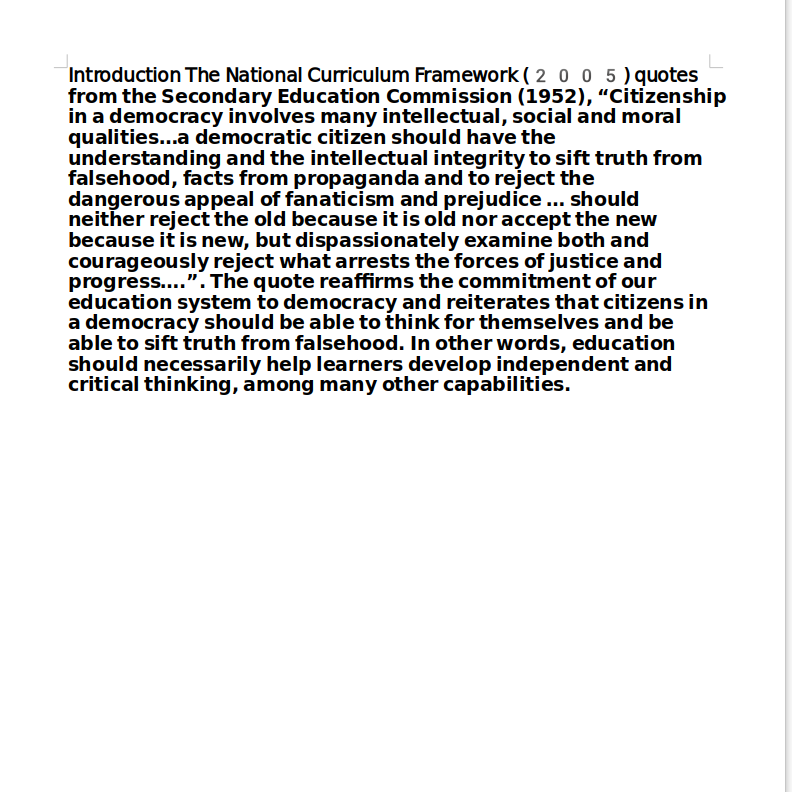 Introduction The National Curriculum Framework (２００５) quotes
from the Secondary Education Commission (1952), “Citizenship
in a democracy involves many intellectual, social and moral
qualities…a democratic citizen should have the
understanding and the intellectual integrity to sift truth from
falsehood, facts from propaganda and to reject the
dangerous appeal of fanaticism and prejudice … should
neither reject the old because it is old nor accept the new
because it is new, but dispassionately examine both and
courageously reject what arrests the forces of justice and
progress….”. The quote reaffirms the commitment of our
education system to democracy and reiterates that citizens in
a democracy should be able to think for themselves and be
able to sift truth from falsehood. In other words, education
should necessarily help learners develop independent and
critical thinking, among many other capabilities.